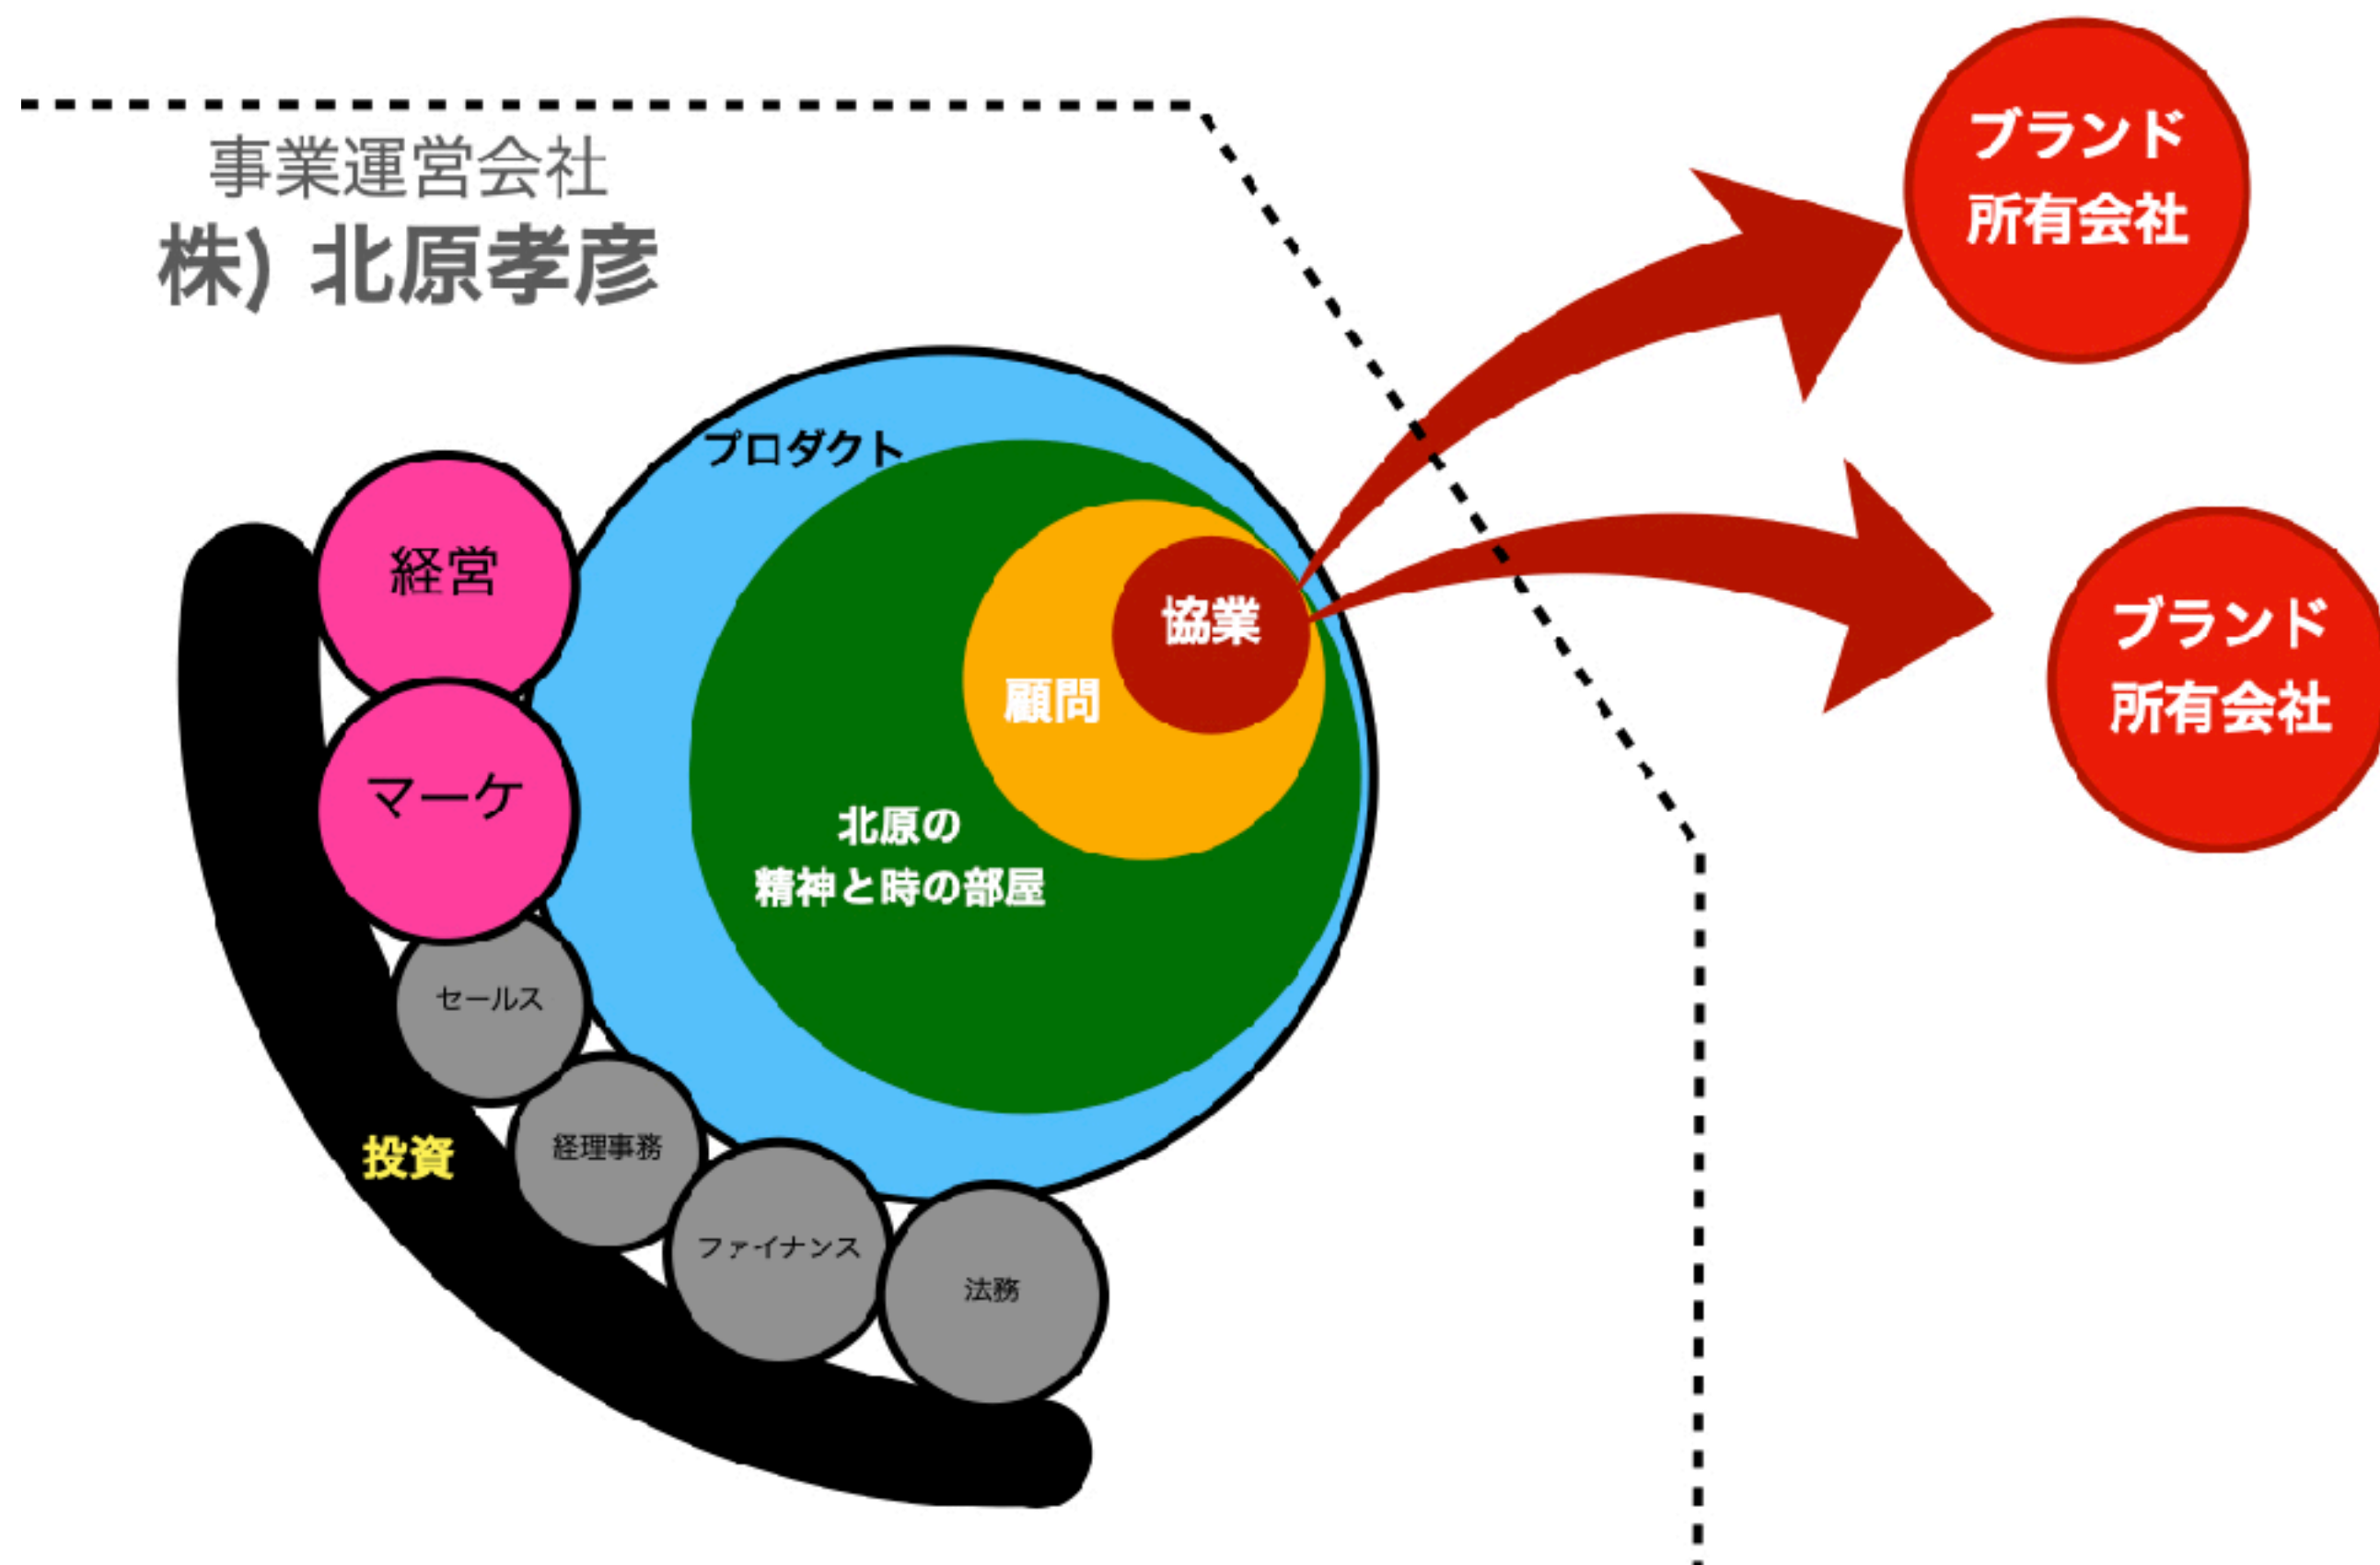 事業運営会社
株) 北原孝彦
ブランド
所有会社
プロダクト
経営
協業
ブランド
所有会社
顧問
マーケ
北原の
精神と時の部屋
セールス
投資
経理事務
ファイナンス
法務